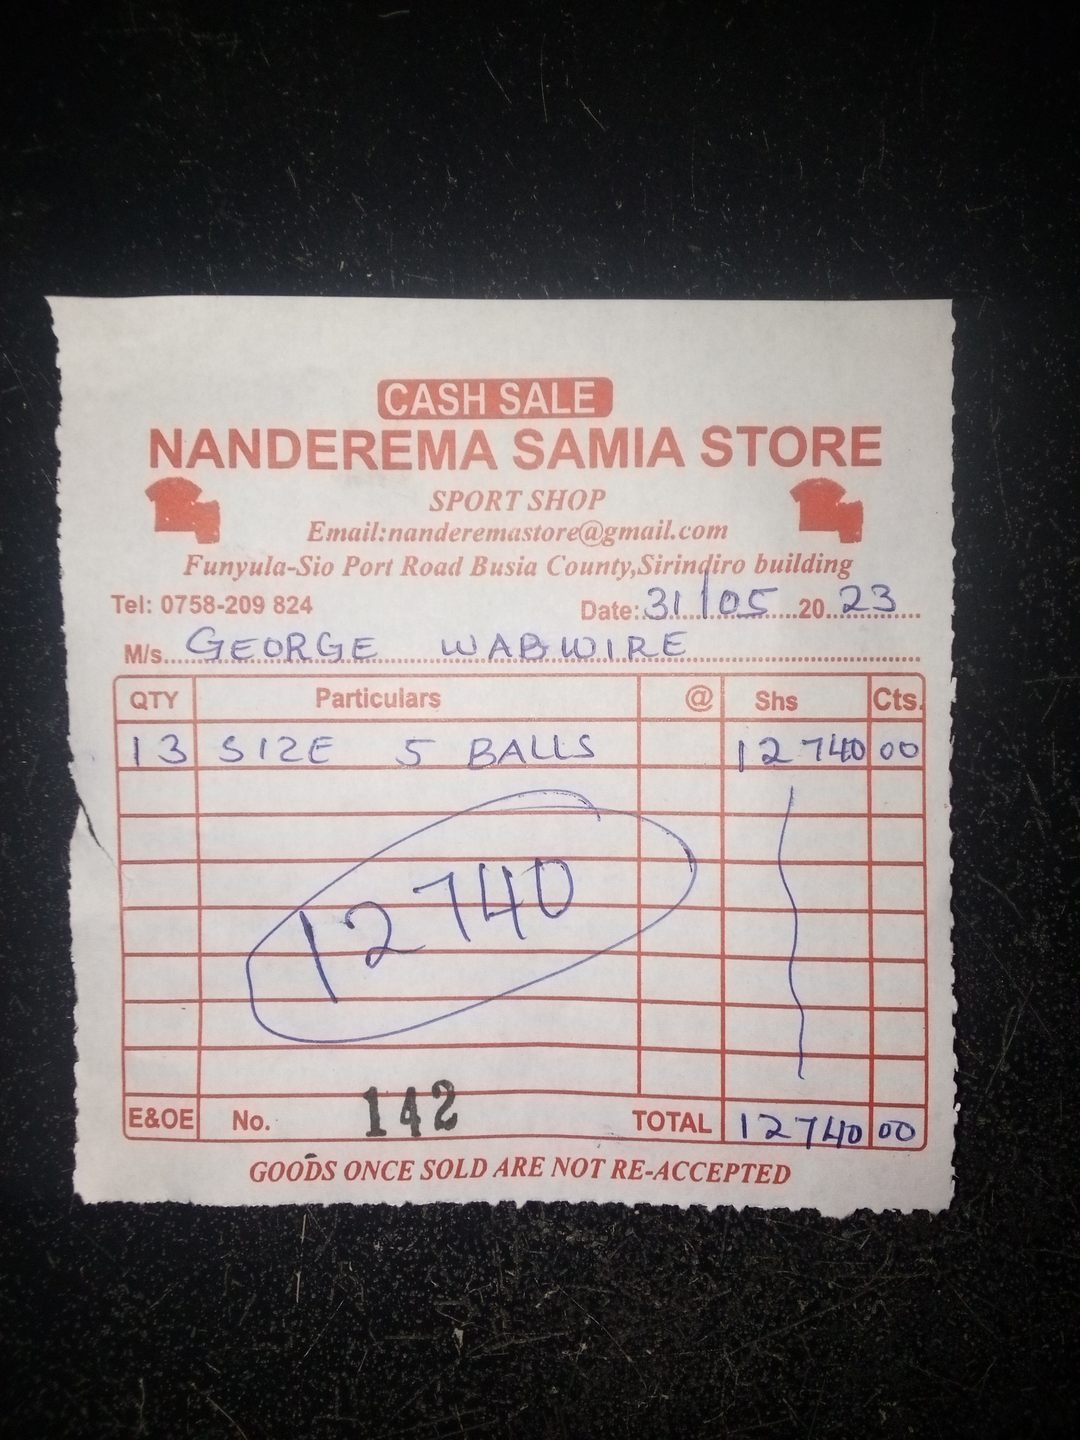 CASH SALE
NANDEREMA SAMIA STORE
SPORT SHOP
Email:nanderemastore@gmail.com
Funyula-Sio Port Road Busia County,Sirindiro building
Tel: 0758-209 824 Date: 31/05 20 23
M/s. GEORGE WABWIRE
QTY Particulars @ Shs Cts.
13 SIZE 5 BALLS 12740 00
12740
E&OE No. 142 TOTAL 12740 00
GOODS ONCE SOLD ARE NOT RE-ACCEPTED